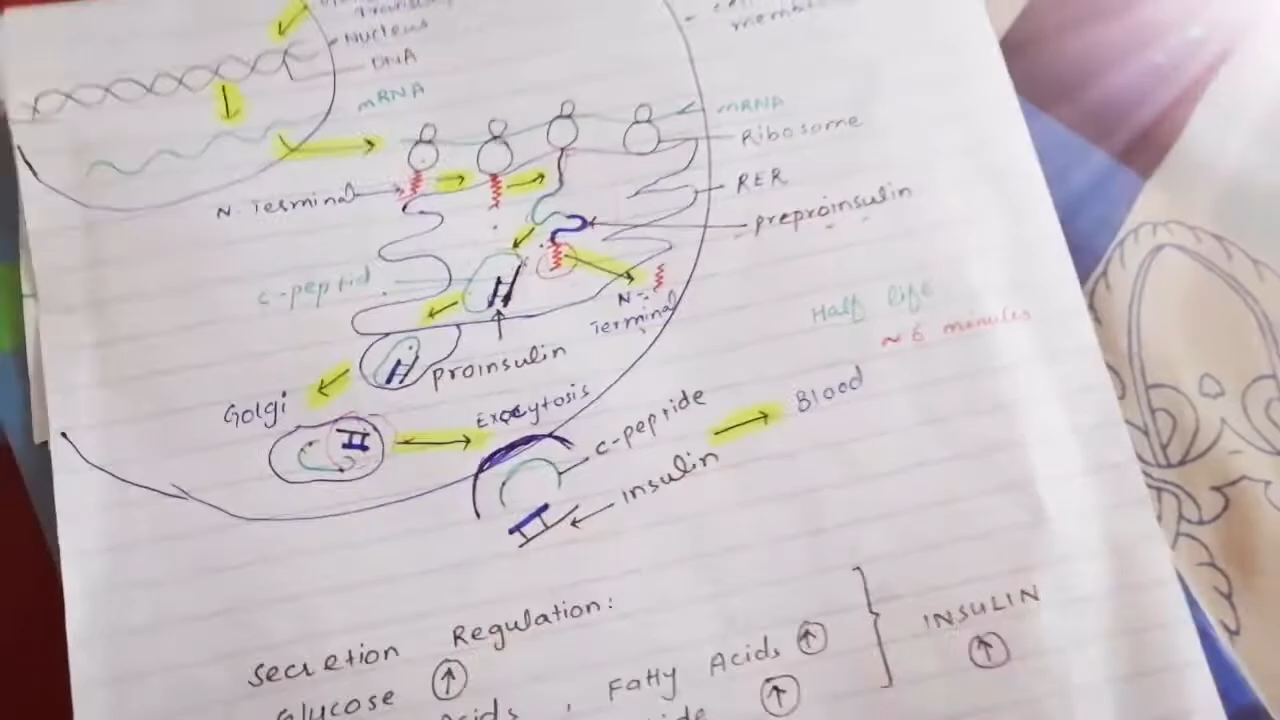 Nucleus
DNA
mRNA
mRNA
Ribosome
N-Terminal
RER
preproinsulin
c-peptid
N-
Terminal
Half life
~ 6 minutes
proinsulin
Golgi
Exocytosis
c-peptide
Blood
insulin
Secretion Regulation:
Glucose ↑
Fatty Acids ↑
INSULIN
↑
↑